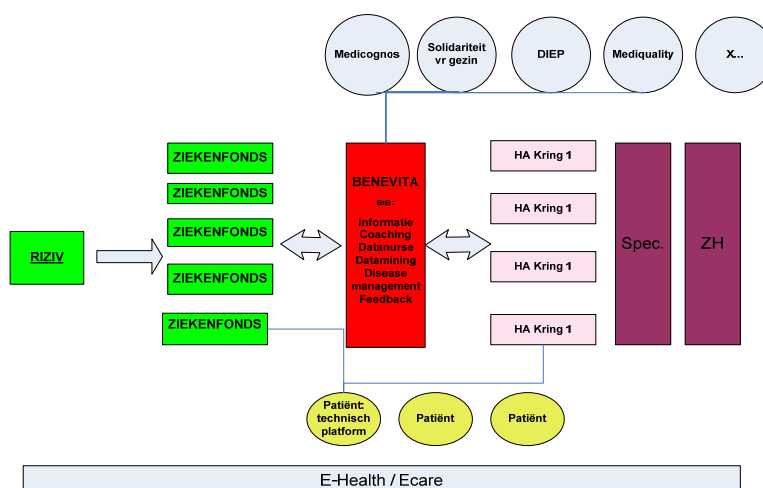 Medicognos
Solidariteit
vr gezin
DIEP
Mediquality
X...
ZIEKENFONDS
ZIEKENFONDS
ZIEKENFONDS
ZIEKENFONDS
ZIEKENFONDS
RIZIV
BENEVITA
BtB:
Informatie
Coaching
Datanurse
Datamining
Disease
management
Feedback
HA Kring 1
HA Kring 1
HA Kring 1
HA Kring 1
Spec.
ZH
Patiënt:
technisch
platform
Patiënt
Patiënt
E-Health / Ecare